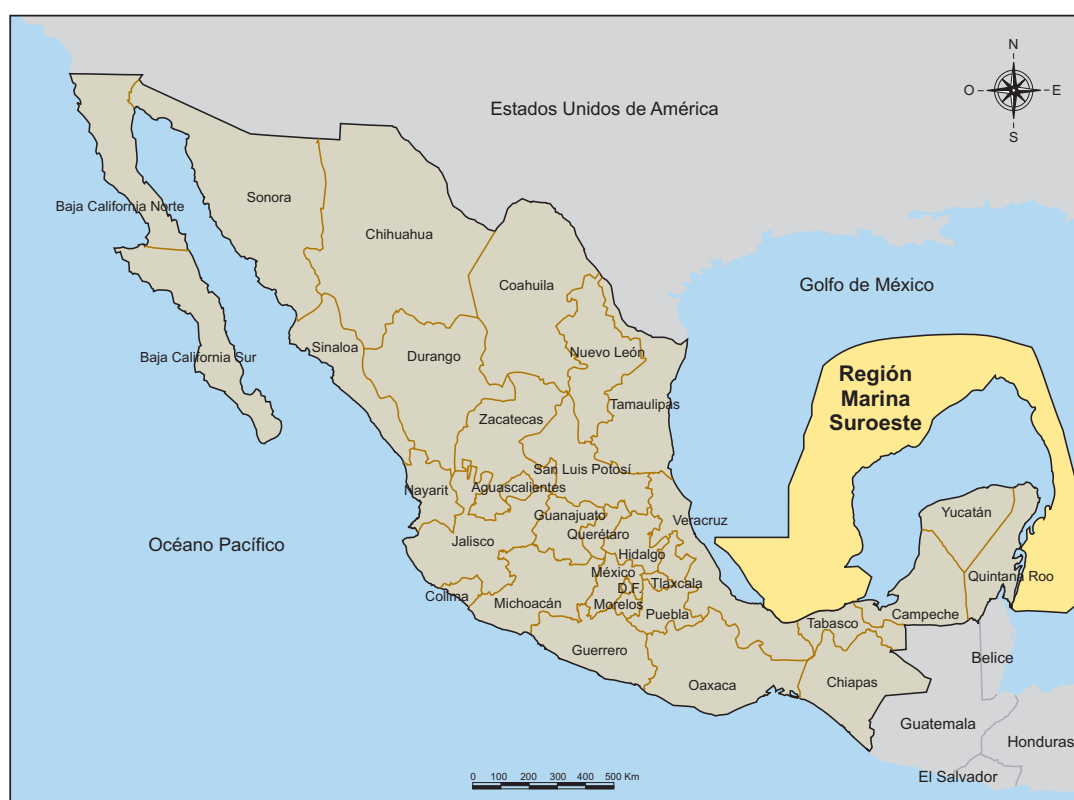 N
O
E
S
Estados Unidos de América
Sonora
Baja California Norte
Chihuahua
Coahuila
Golfo de México
Sinaloa
Durango
Nuevo León
Baja California Sur
Región
Marina
Suroeste
Tamaulipas
Zacatecas
San Luis Potosí
Nayarit
Aguascalientes
Yucatán
Guanajuato
Veracruz
Querétaro
Jalisco
Océano Pacífico
Hidalgo
México
Quintana Roo
Tlaxcala
D.F.
Colima
Michoacán
Morelos
Puebla
Campeche
Tabasco
Guerrero
Belice
Oaxaca
Chiapas
Guatemala
Honduras
El Salvador
0 100 200 300 400 500 Km